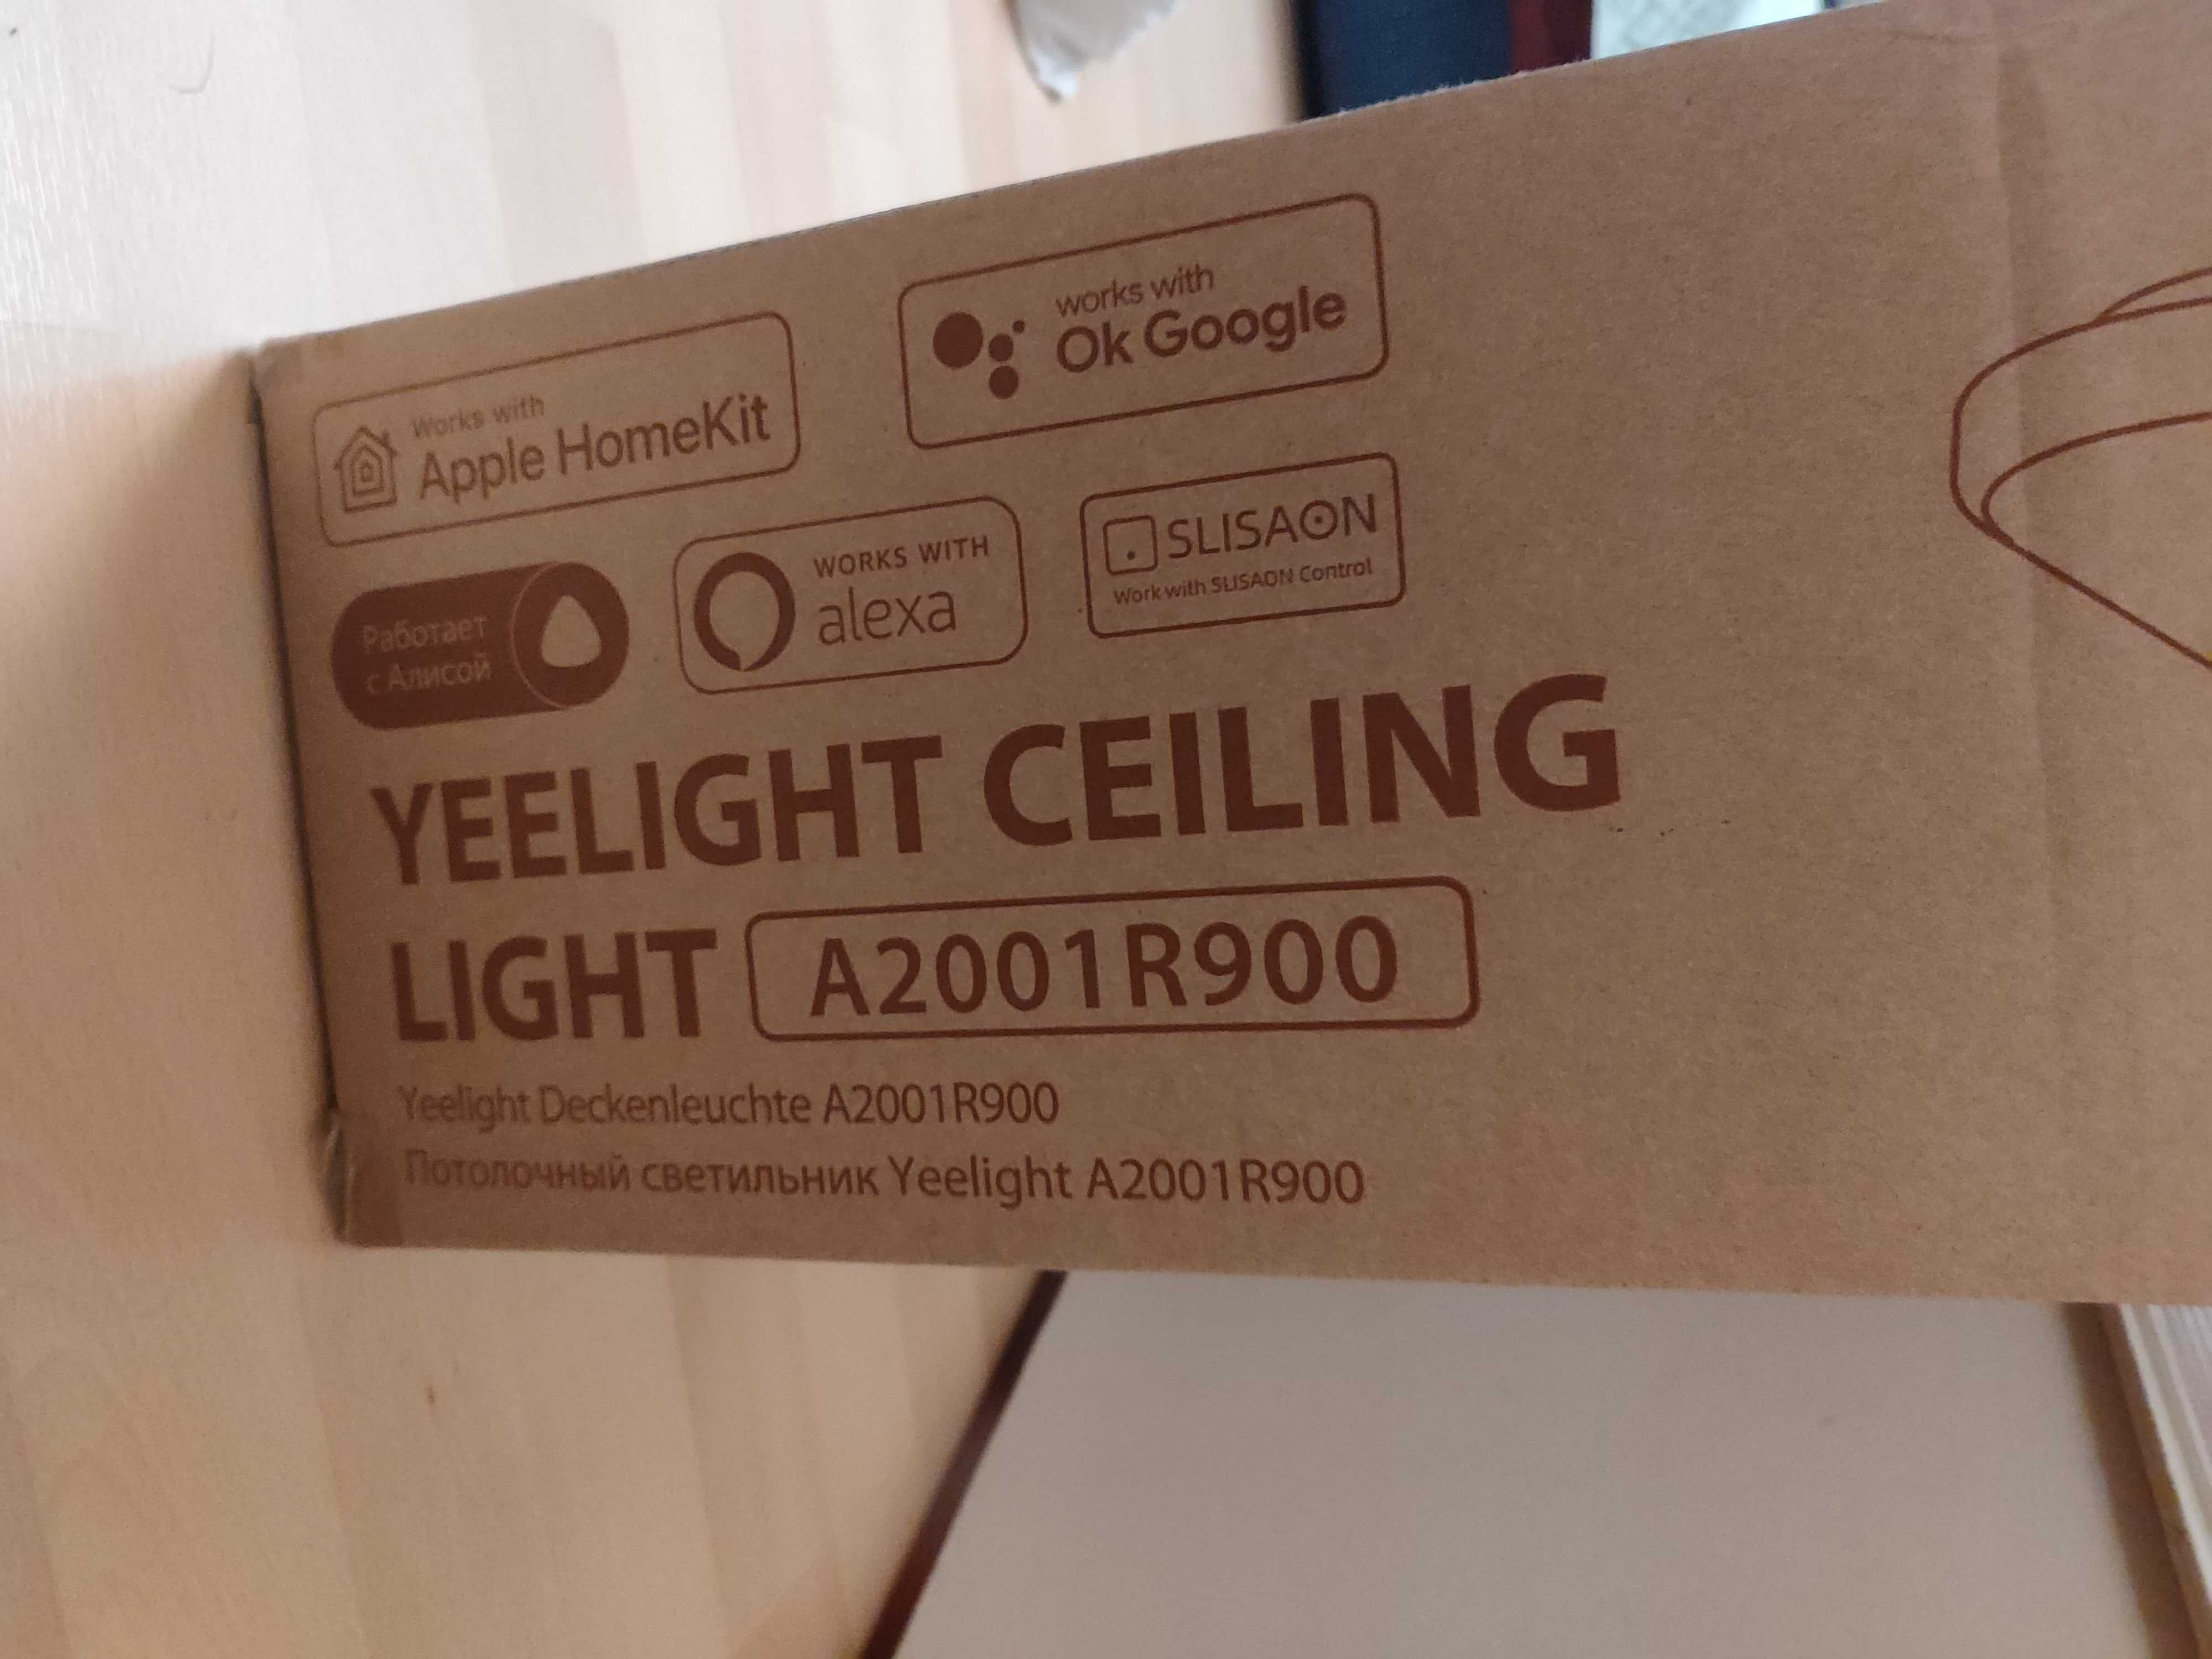 Works with
Apple HomeKit
works with
Ok Google
Работает
с Алисой
WORKS WITH
alexa
SLISAON
Work with SLISAON Control
YEELIGHT CEILING
LIGHT A2001R900
Yeelight Deckenleuchte A2001R900
Потолочный светильник Yeelight A2001R900